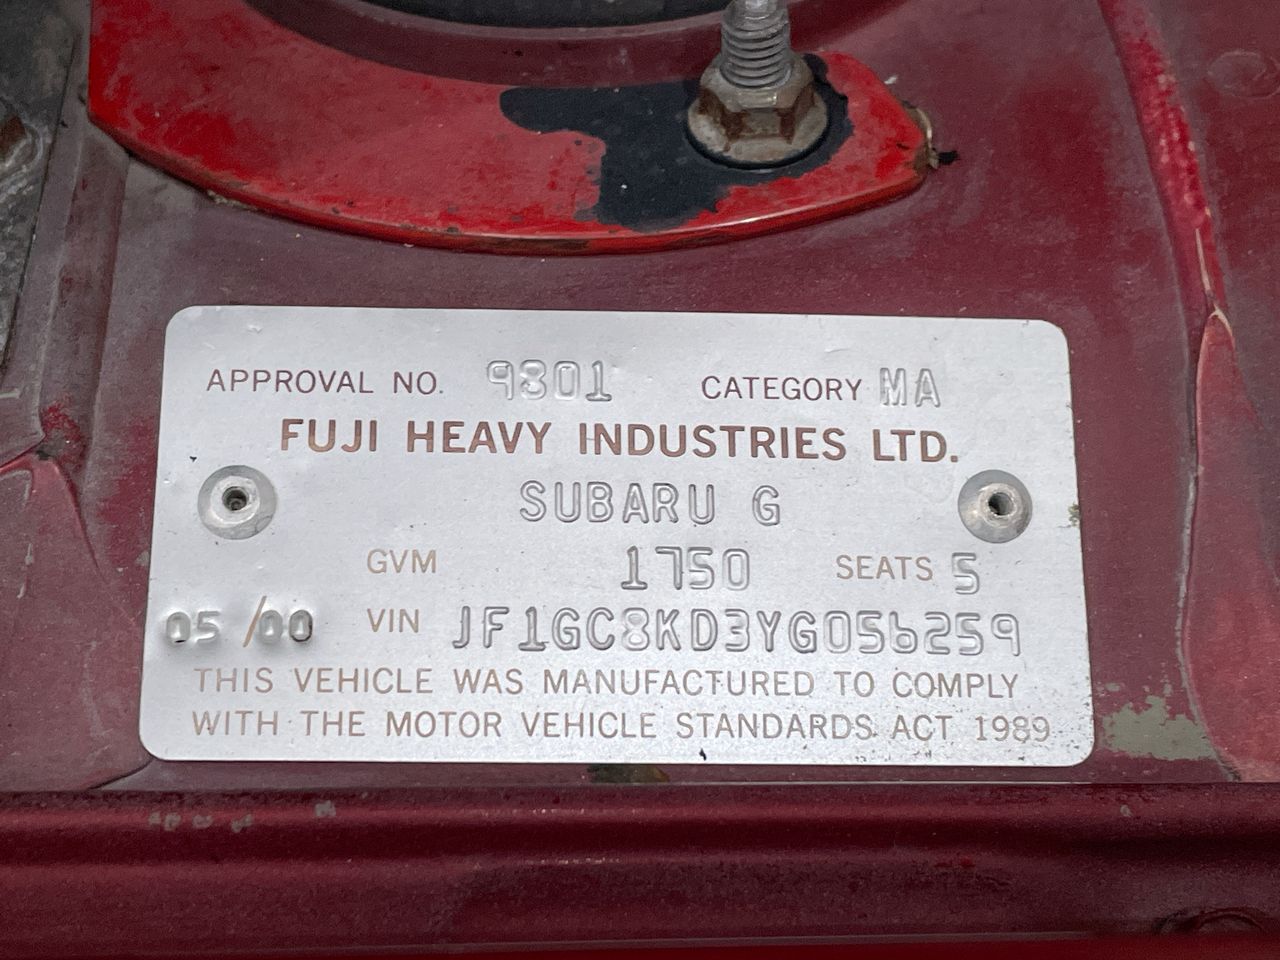 APPROVAL NO. 9801 CATEGORY MA
FUJI HEAVY INDUSTRIES LTD.
SUBARU G
GVM 1750 SEATS 5
05/00 VIN JF1GC8KD3YG056259
THIS VEHICLE WAS MANUFACTURED TO COMPLY
WITH THE MOTOR VEHICLE STANDARDS ACT 1989